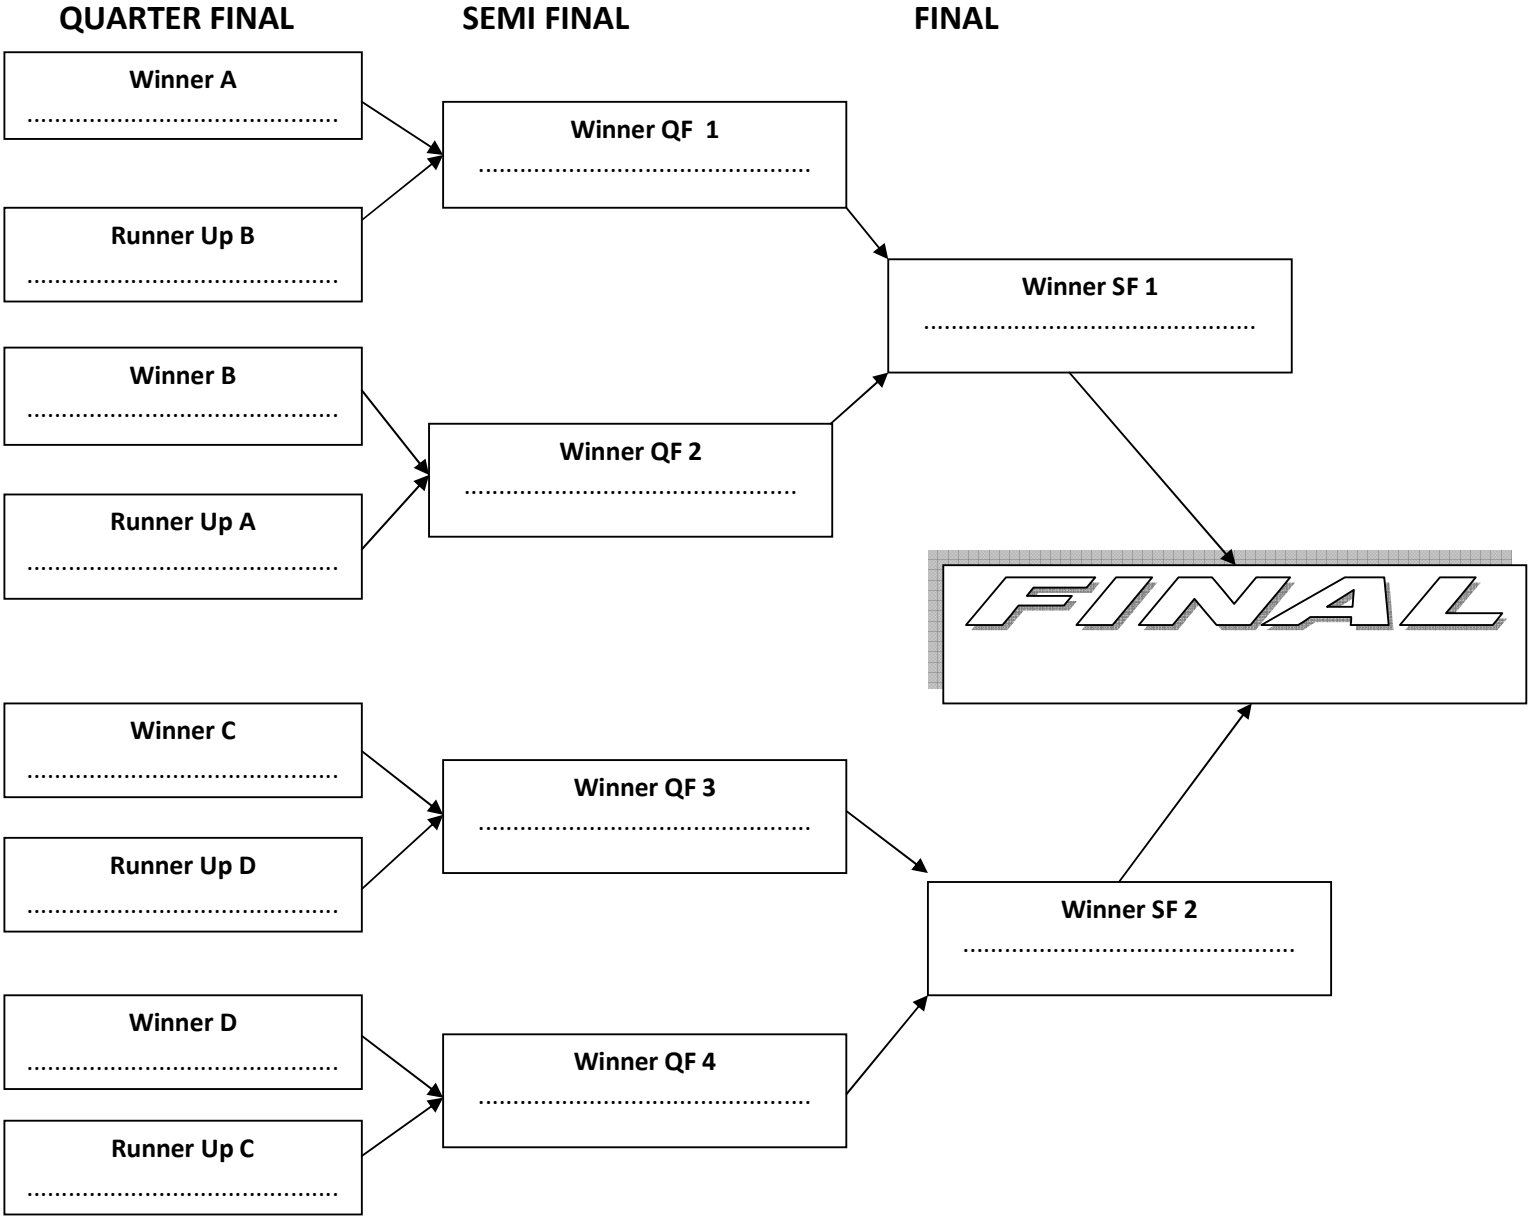 QUARTER FINAL
SEMI FINAL
FINAL
Winner A
..............................................
Runner Up B
..............................................
Winner B
..............................................
Runner Up A
..............................................
Winner C
..............................................
Runner Up D
..............................................
Winner D
..............................................
Runner Up C
..............................................
Winner QF  1
.................................................
Winner QF 2
.................................................
Winner QF 3
.................................................
Winner QF 4
.................................................
Winner SF 1
.................................................
FINAL
Winner SF 2
.................................................